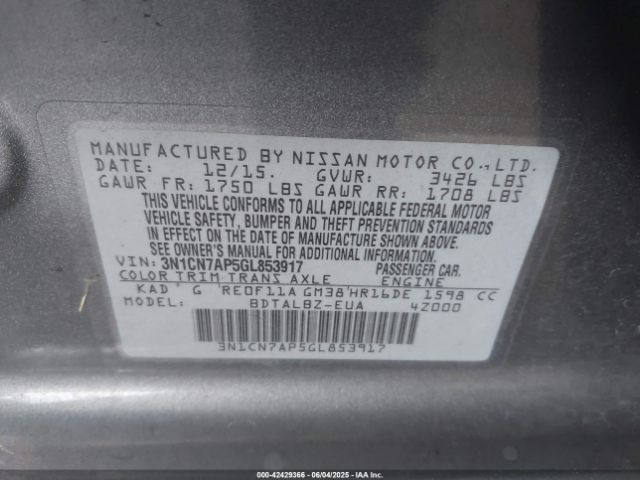 MANUFACTURED BY NISSAN MOTOR CO.,LTD.
DATE: 12/15. GVWR: 3426 LBS
GAWR FR: 1750 LBS GAWR RR: 1708 LBS
THIS VEHICLE CONFORMS TO ALL APPLICABLE FEDERAL MOTOR
VEHICLE SAFETY, BUMPER AND THEFT PREVENTION STANDARDS
IN EFFECT ON THE DATE OF MANUFACTURE SHOWN ABOVE.
SEE OWNER'S MANUAL FOR ADDITIONAL INFORMATION.
VIN: 3N1CN7AP5GL853917 PASSENGER CAR.
COLOR TRIM TRANS AXLE ENGINE
KAD ' G 'RE0F11A GM38'HR16DE 1598 CC
MODEL: BDTALBZ-EUA 4Z000
3N1CN7AP5GL853917
000-42429366 - 06/04/2025 - IAA Inc.